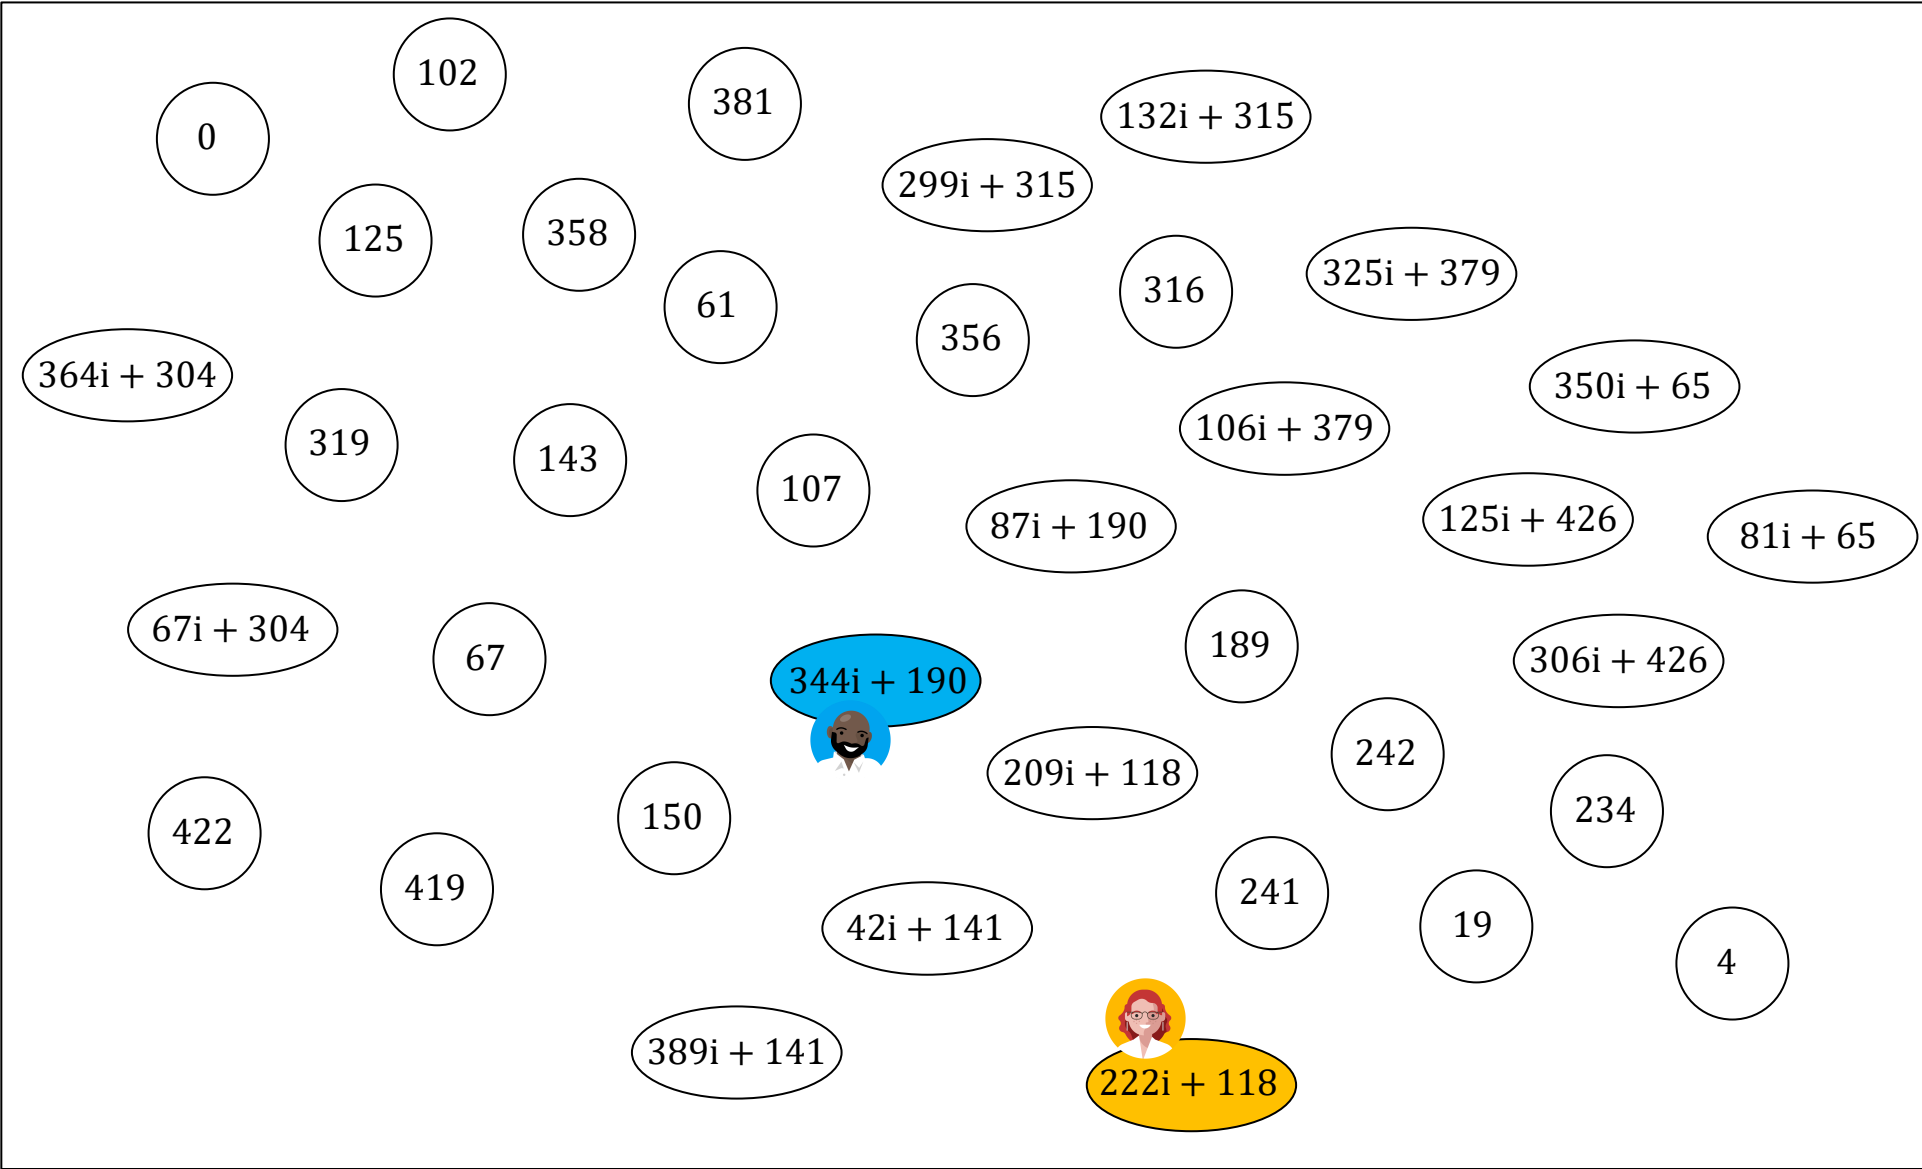 102
381
0
132i + 315
299i + 315
125
358
61
316
325i + 379
356
364i + 304
350i + 65
319
143
106i + 379
107
87i + 190
125i + 426
81i + 65
67i + 304
67
344i + 190
189
306i + 426
209i + 118
242
422
150
234
419
42i + 141
241
19
4
389i + 141
222i + 118